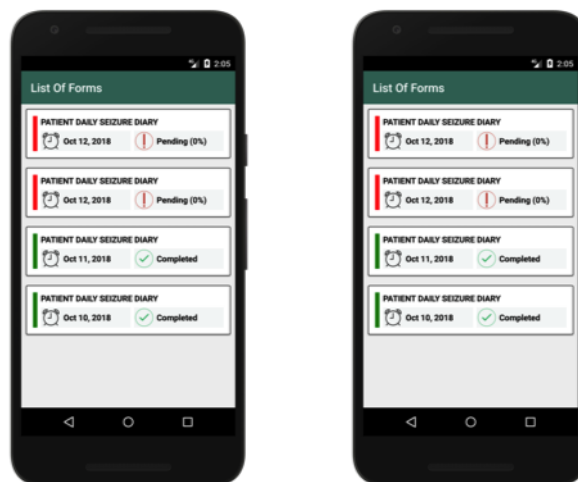 2:05
List Of Forms
PATIENT DAILY SEIZURE DIARY
Oct 12, 2018 Pending (0%)
PATIENT DAILY SEIZURE DIARY
Oct 12, 2018 Pending (0%)
PATIENT DAILY SEIZURE DIARY
Oct 11, 2018 Completed
PATIENT DAILY SEIZURE DIARY
Oct 10, 2018 Completed
2:05
List Of Forms
PATIENT DAILY SEIZURE DIARY
Oct 12, 2018 Pending (0%)
PATIENT DAILY SEIZURE DIARY
Oct 12, 2018 Pending (0%)
PATIENT DAILY SEIZURE DIARY
Oct 11, 2018 Completed
PATIENT DAILY SEIZURE DIARY
Oct 10, 2018 Completed